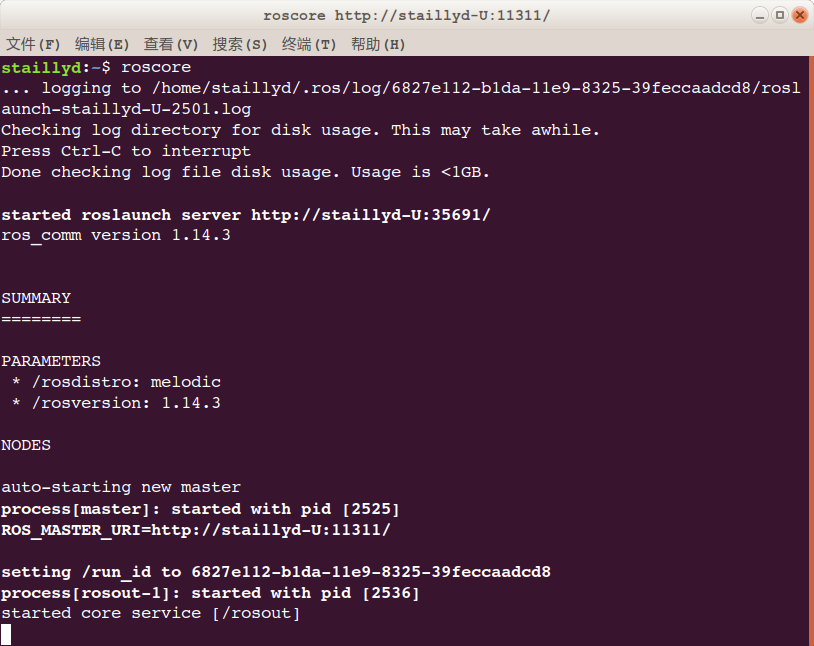 roscore http://staillyd-U:11311/
文件(F) 编辑(E) 查看(V) 搜索(S) 终端(T) 帮助(H)
staillyd:~$ roscore
... logging to /home/staillyd/.ros/log/6827e112-b1da-11e9-8325-39feccaadcd8/rosl
aunch-staillyd-U-2501.log
Checking log directory for disk usage. This may take awhile.
Press Ctrl-C to interrupt
Done checking log file disk usage. Usage is <1GB.
started roslaunch server http://staillyd-U:35691/
ros_comm version 1.14.3
SUMMARY
========
PARAMETERS
* /rosdistro: melodic
* /rosversion: 1.14.3
NODES
auto-starting new master
process[master]: started with pid [2525]
ROS_MASTER_URI=http://staillyd-U:11311/
setting /run_id to 6827e112-b1da-11e9-8325-39feccaadcd8
process[rosout-1]: started with pid [2536]
started core service [/rosout]